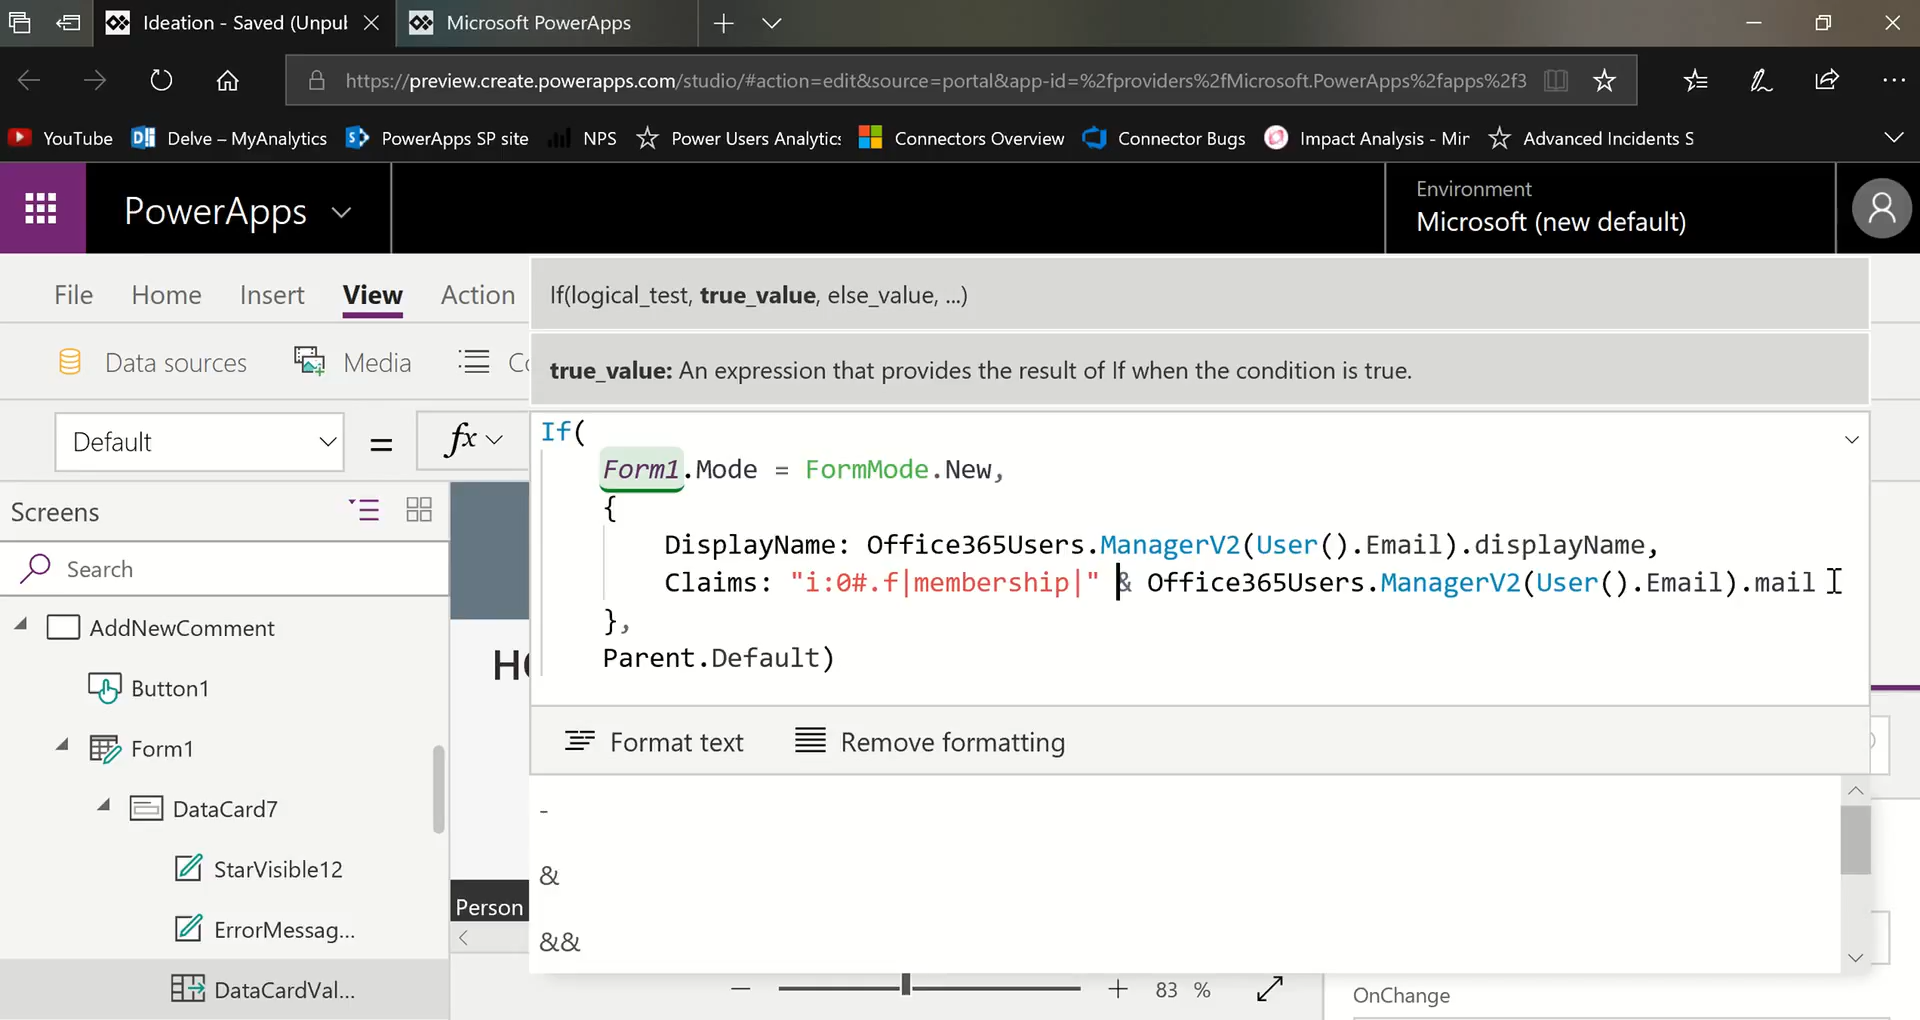 Ideation - Saved (Unpul
Microsoft PowerApps
https://preview.create.powerapps.com/studio/#action=edit&source=portal&app-id=%2fproviders%2fMicrosoft.PowerApps%2fapps%2f3
YouTube
Delve – MyAnalytics
PowerApps SP site
NPS
Power Users Analytics
Connectors Overview
Connector Bugs
Impact Analysis - Mir
Advanced Incidents S
PowerApps
Environment
Microsoft (new default)
File
Home
Insert
View
Action
If(logical_test, true_value, else_value, ...)
Data sources
Media
true_value: An expression that provides the result of If when the condition is true.
Default
=
fx
If(
Form1.Mode = FormMode.New,
{
DisplayName: Office365Users.ManagerV2(User().Email).displayName,
Claims: "i:0#.f|membership|" & Office365Users.ManagerV2(User().Email).mail
},
Parent.Default)
Format text
Remove formatting
-
&
&&
Screens
Search
AddNewComment
Button1
Form1
DataCard7
StarVisible12
ErrorMessag...
DataCardVal...
Person
83 %
OnChange